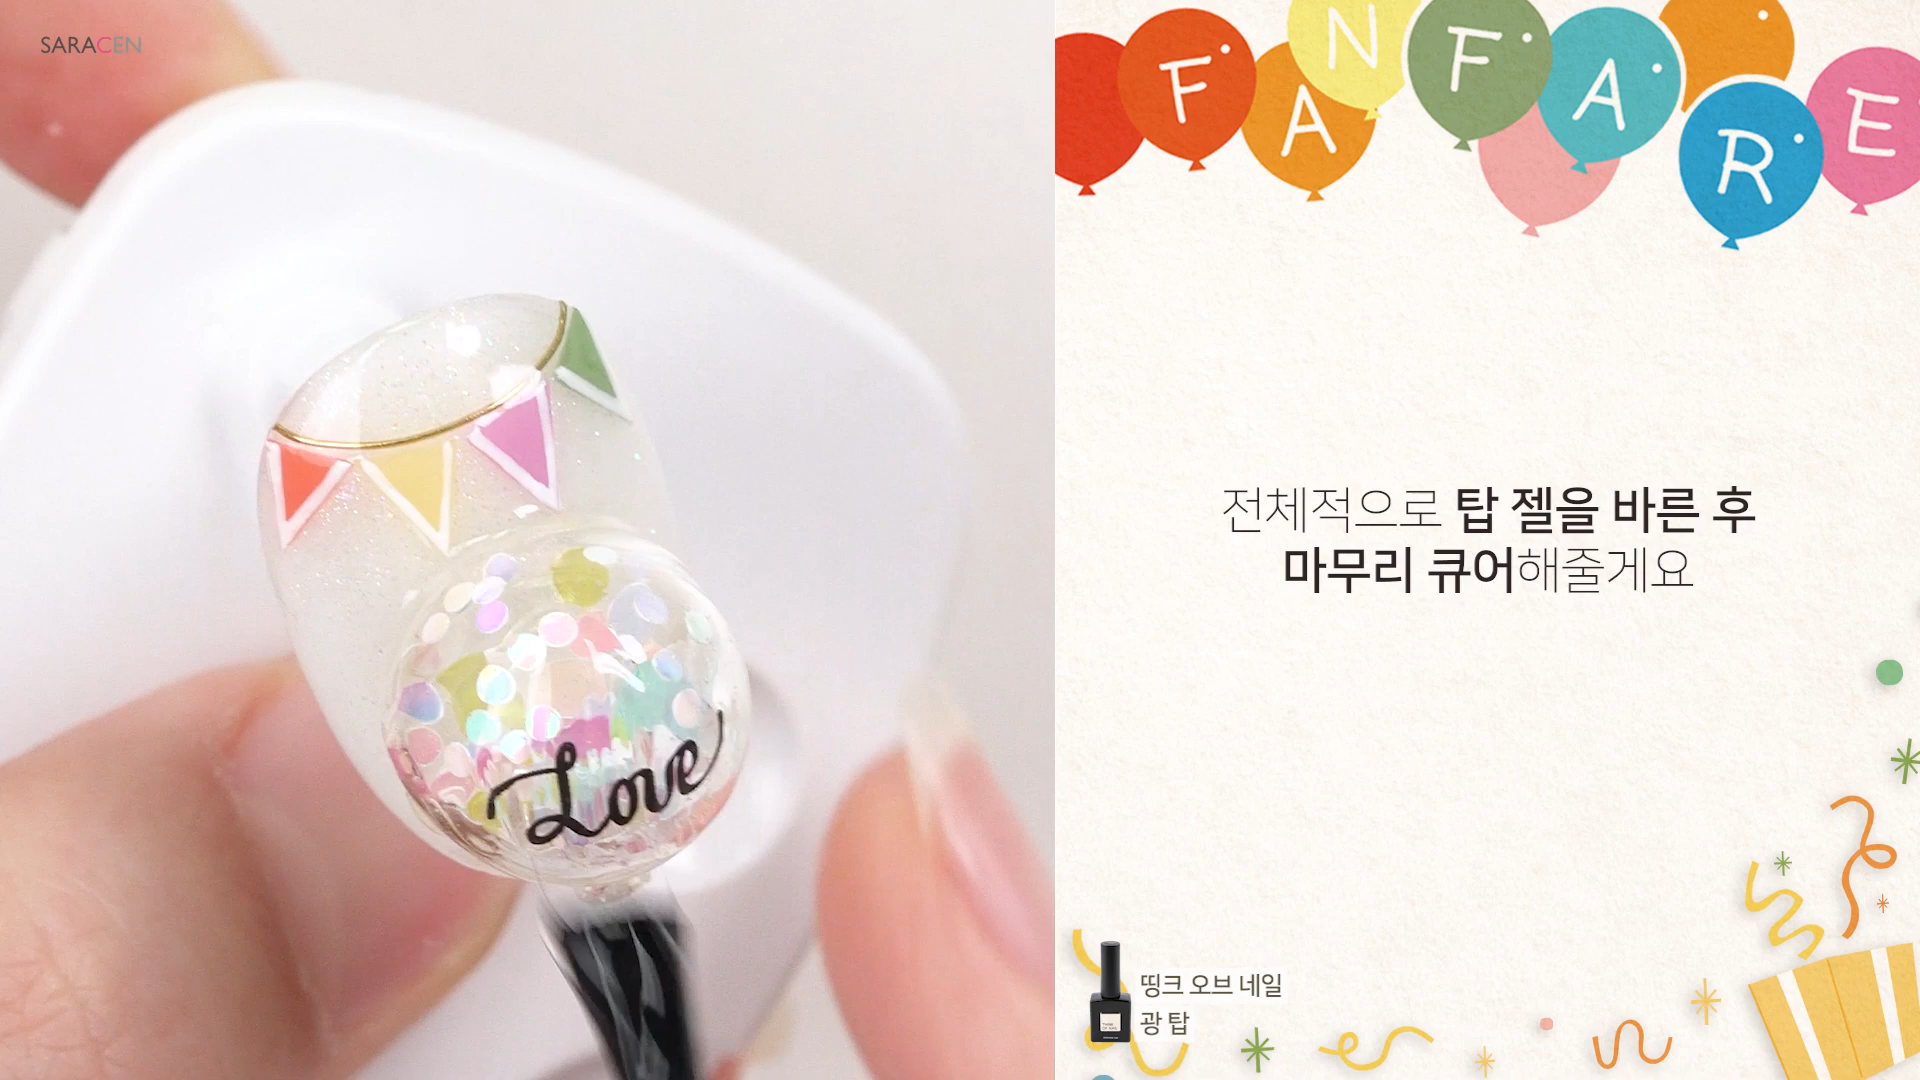 SARACEN
FANFARE
전체적으로 탑 젤을 바른 후
마무리 큐어해줄게요
Love
띵크 오브 네일
광 탑